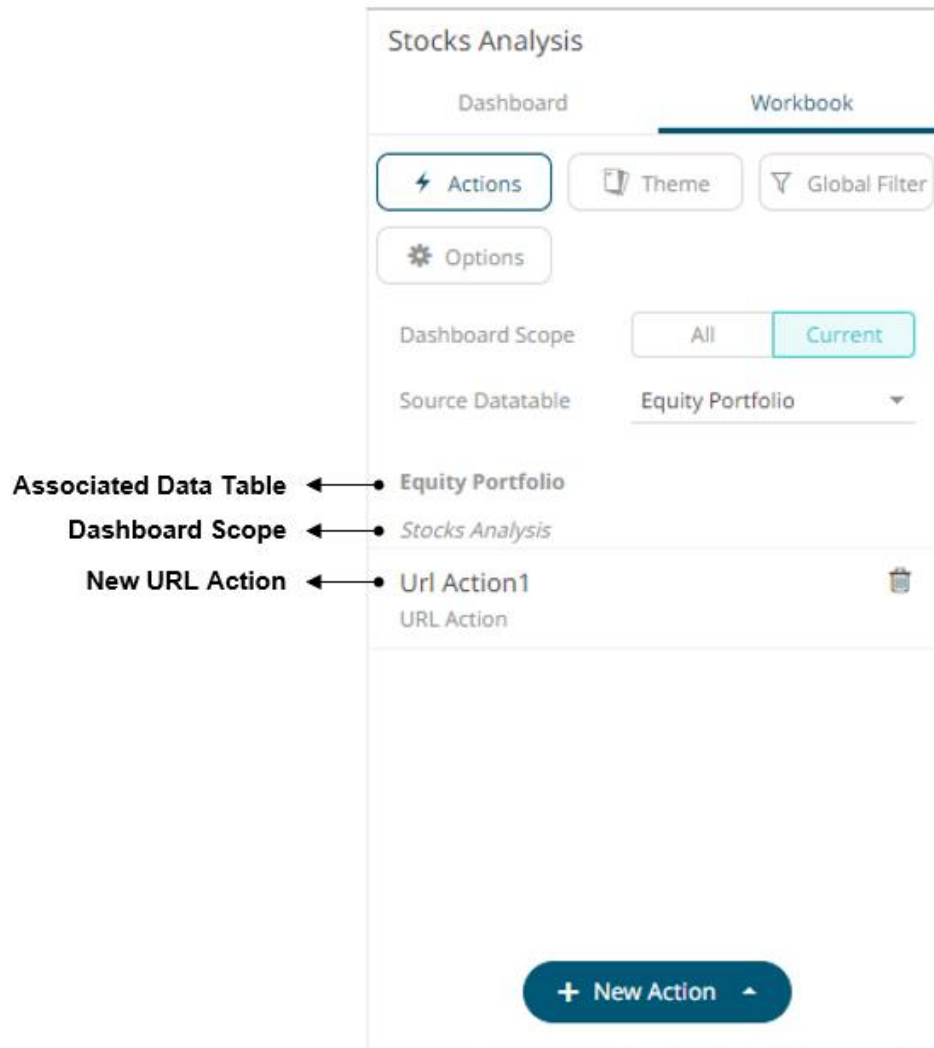 Stocks Analysis
Dashboard Workbook
Actions Theme Global Filter
Options
Dashboard Scope All Current
Source Datatable Equity Portfolio
Associated Data Table Equity Portfolio
Dashboard Scope Stocks Analysis
New URL Action Url Action1
URL Action
+ New Action